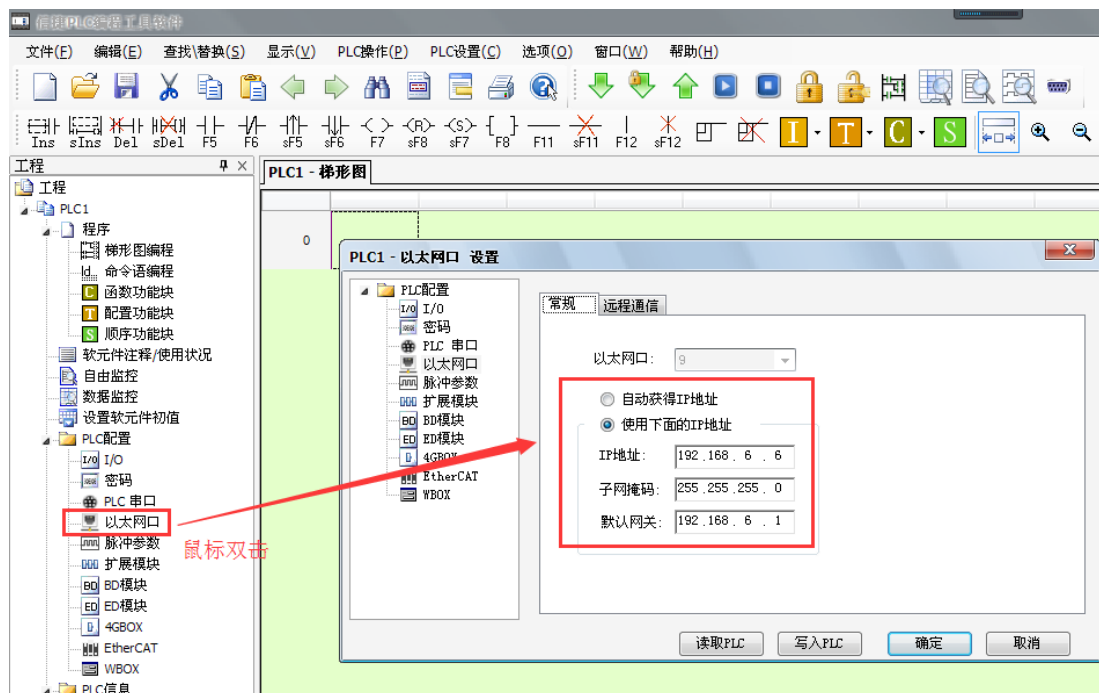 信捷PLC编程工具软件
文件(F) 编辑(E) 查找\替换(S) 显示(V) PLC操作(P) PLC设置(C) 选项(O) 窗口(W) 帮助(H)
Ins sIns Del sDel F5 F6 sF5 sF6 F7 sF8 sF7 F8 F11 sF11 F12 sF12 I T C S
工程
PLC1 - 梯形图
工程
PLC1
程序
梯形图编程
命令语编程
函数功能块
配置功能块
顺序功能块
软元件注释/使用状况
自由监控
数据监控
设置软元件初值
PLC配置
I/O I/O
密码
PLC 串口
以太网口
脉冲参数
扩展模块
BD BD模块
ED ED模块
4GBOX
EtherCAT
WBOX
PLC信息
鼠标双击
0
PLC1 - 以太网口 设置
PLC配置
I/O I/O
密码
PLC 串口
以太网口
脉冲参数
扩展模块
BD BD模块
ED ED模块
4GBOX
EtherCAT
WBOX
常规 远程通信
以太网口: 9
自动获得IP地址
使用下面的IP地址
IP地址: 192 .168 . 6 . 6
子网掩码: 255 .255 .255 . 0
默认网关: 192 .168 . 6 . 1
读取PLC 写入PLC 确定 取消